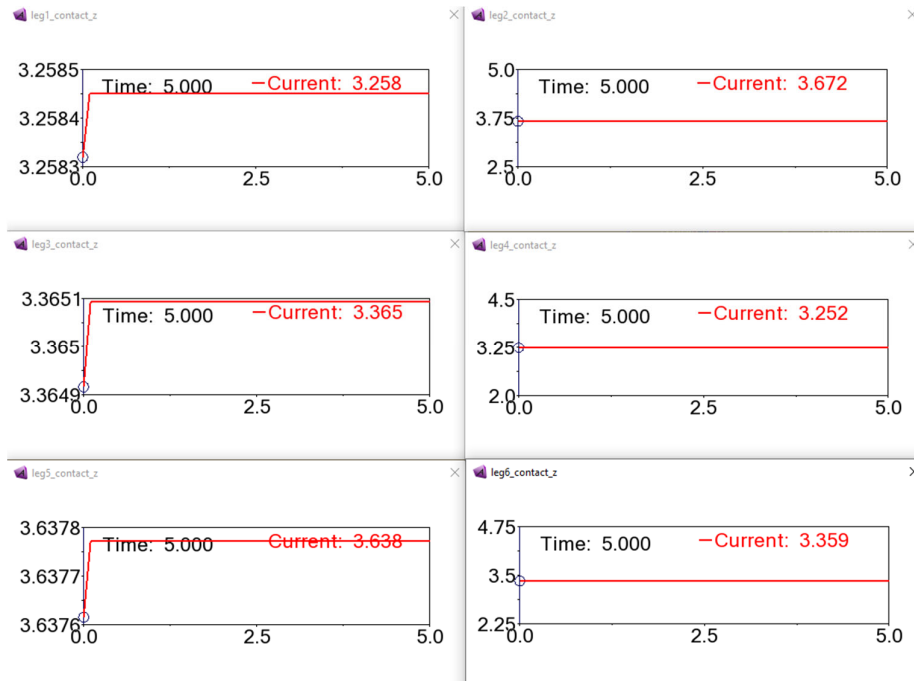 leg1_contact_z
3.2585
3.2584
3.2583
Time: 5.000
Current: 3.258
0.0
2.5
5.0
leg2_contact_z
5.0
3.75
2.5
Time: 5.000
Current: 3.672
0.0
2.5
5.0
leg3_contact_z
3.3651
3.365
3.3649
Time: 5.000
Current: 3.365
0.0
2.5
5.0
leg4_contact_z
4.5
3.25
2.0
Time: 5.000
Current: 3.252
0.0
2.5
5.0
leg5_contact_z
3.6378
3.6377
3.6376
Time: 5.000
Current: 3.638
0.0
2.5
5.0
leg6_contact_z
4.75
3.5
2.25
Time: 5.000
Current: 3.359
0.0
2.5
5.0